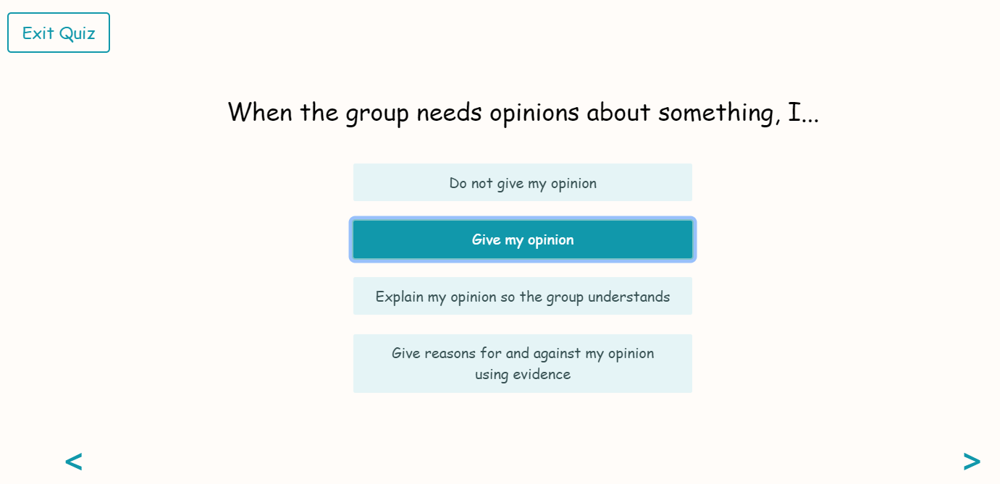 Exit Quiz
When the group needs opinions about something, I...
Do not give my opinion
Give my opinion
Explain my opinion so the group understands
Give reasons for and against my opinion
using evidence
< >